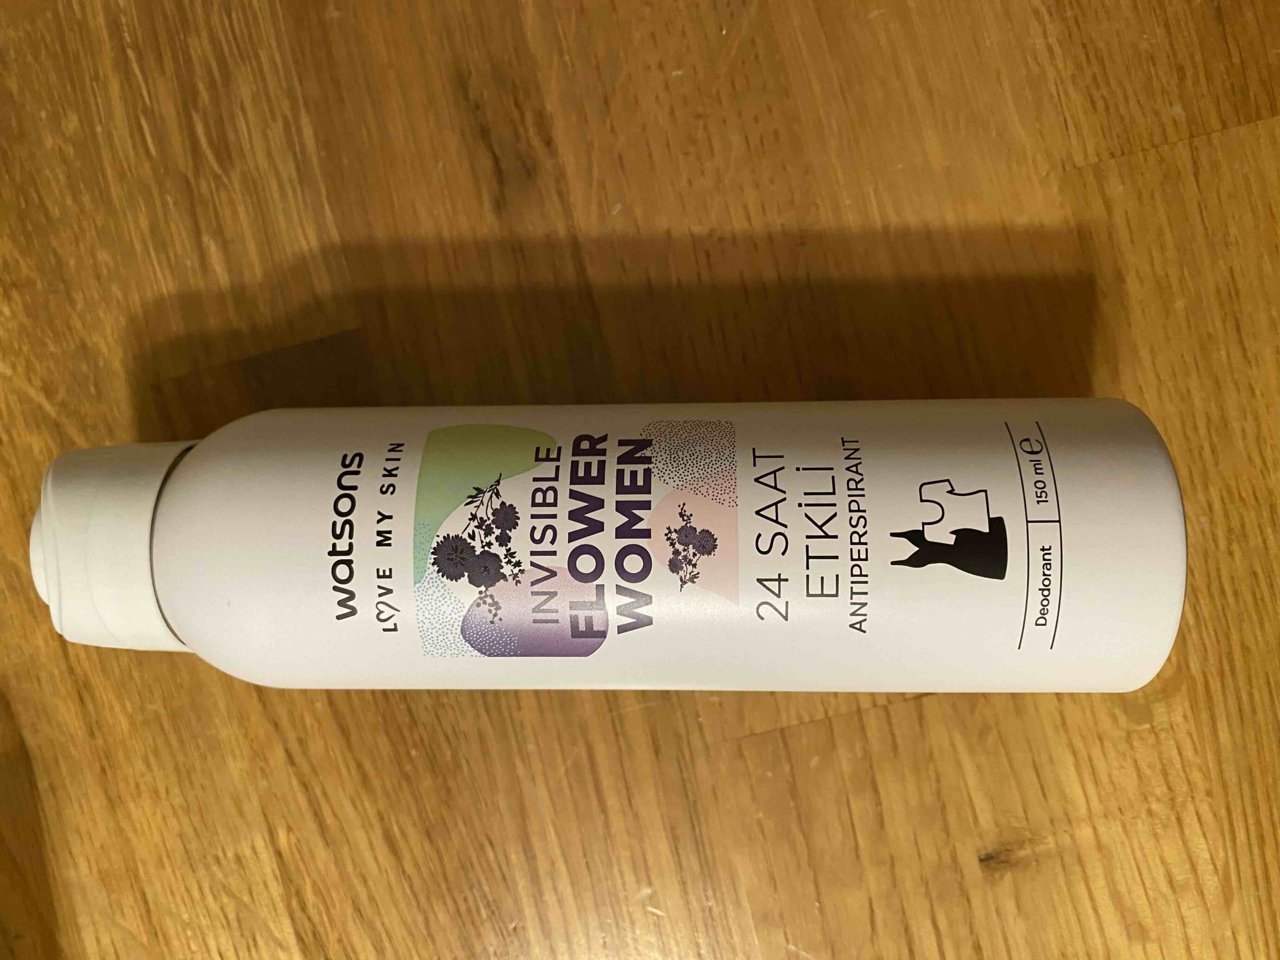 watsons
LOVE MY SKIN
INVISIBLE
FLOWER
WOMEN
24 SAAT
ETKİLİ
ANTIPERSPIRANT
Deodorant
150 ml ℮